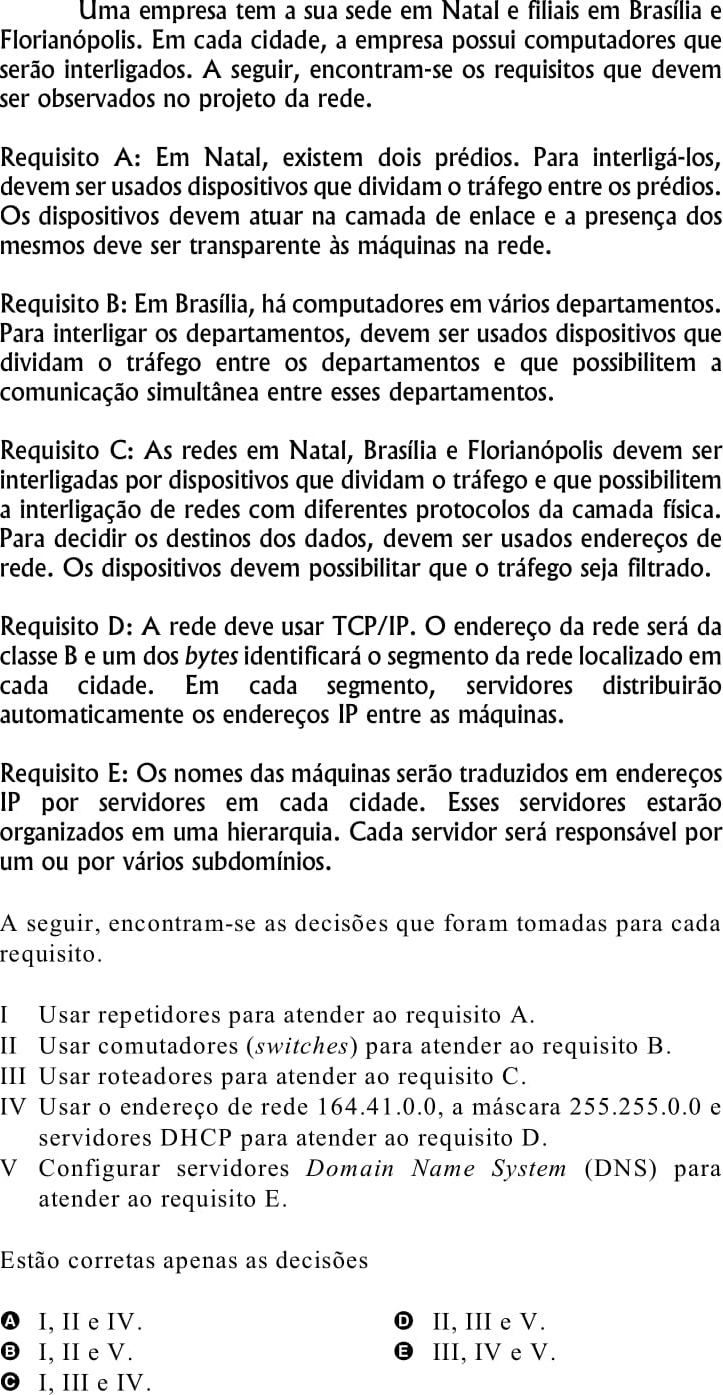 Uma empresa tem a sua sede em Natal e filiais em Brasília e
Florianópolis. Em cada cidade, a empresa possui computadores que
serão interligados. A seguir, encontram-se os requisitos que devem
ser observados no projeto da rede.
Requisito A: Em Natal, existem dois prédios. Para interligá-los,
devem ser usados dispositivos que dividam o tráfego entre os prédios.
Os dispositivos devem atuar na camada de enlace e a presença dos
mesmos deve ser transparente às máquinas na rede.
Requisito B: Em Brasília, há computadores em vários departamentos.
Para interligar os departamentos, devem ser usados dispositivos que
dividam o tráfego entre os departamentos e que possibilitem a
comunicação simultânea entre esses departamentos.
Requisito C: As redes em Natal, Brasília e Florianópolis devem ser
interligadas por dispositivos que dividam o tráfego e que possibilitem
a interligação de redes com diferentes protocolos da camada física.
Para decidir os destinos dos dados, devem ser usados endereços de
rede. Os dispositivos devem possibilitar que o tráfego seja filtrado.
Requisito D: A rede deve usar TCP/IP. O endereço da rede será da
classe B e um dos bytes identificará o segmento da rede localizado em
cada cidade. Em cada segmento, servidores distribuirão
automaticamente os endereços IP entre as máquinas.
Requisito E: Os nomes das máquinas serão traduzidos em endereços
IP por servidores em cada cidade. Esses servidores estarão
organizados em uma hierarquia. Cada servidor será responsável por
um ou por vários subdomínios.
A seguir, encontram-se as decisões que foram tomadas para cada
requisito.
I Usar repetidores para atender ao requisito A.
II Usar comutadores (switches) para atender ao requisito B.
III Usar roteadores para atender ao requisito C.
IV Usar o endereço de rede 164.41.0.0, a máscara 255.255.0.0 e
servidores DHCP para atender ao requisito D.
V Configurar servidores Domain Name System (DNS) para
atender ao requisito E.
Estão corretas apenas as decisões
A I, II e IV.
B I, II e V.
C I, III e IV.
D II, III e V.
E III, IV e V.